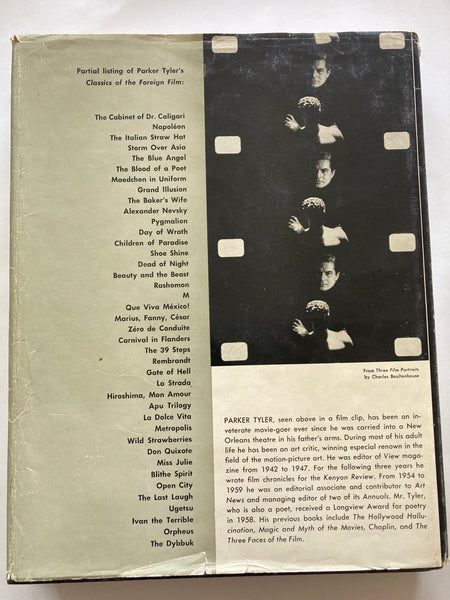 Partial listing of Parker Tyler's
Classics of the Foreign Film:
The Cabinet of Dr. Caligari
Napoléon
The Italian Straw Hat
Storm Over Asia
The Blue Angel
The Blood of a Poet
Maedchen in Uniform
Grand Illusion
The Baker's Wife
Alexander Nevsky
Pygmalion
Day of Wrath
Children of Paradise
Shoe Shine
Dead of Night
Beauty and the Beast
Rashomon
M
Que Viva México!
Marius, Fanny, César
Zéro de Conduite
Carnival in Flanders
The 39 Steps
Rembrandt
Gate of Hell
La Strada
Hiroshima, Mon Amour
Apu Trilogy
La Dolce Vita
Metropolis
Wild Strawberries
Don Quixote
Miss Julie
Blithe Spirit
Open City
The Last Laugh
Ugetsu
Ivan the Terrible
Orpheus
The Dybbuk
From Three Film Portraits
by Charles Boultenhouse
PARKER TYLER, seen above in a film clip, has been an in-
veterate movie-goer ever since he was carried into a New
Orleans theatre in his father's arms. During most of his adult
life he has been an art critic, winning especial renown in the
field of the motion-picture art. He was editor of View maga-
zine from 1942 to 1947. For the following three years he
wrote film chronicles for the Kenyon Review. From 1954 to
1959 he was an editorial associate and contributor to Art
News and managing editor of two of its Annuals. Mr. Tyler,
who is also a poet, received a Longview Award for poetry
in 1958. His previous books include The Hollywood Hallu-
cination, Magic and Myth of the Movies, Chaplin, and The
Three Faces of the Film.